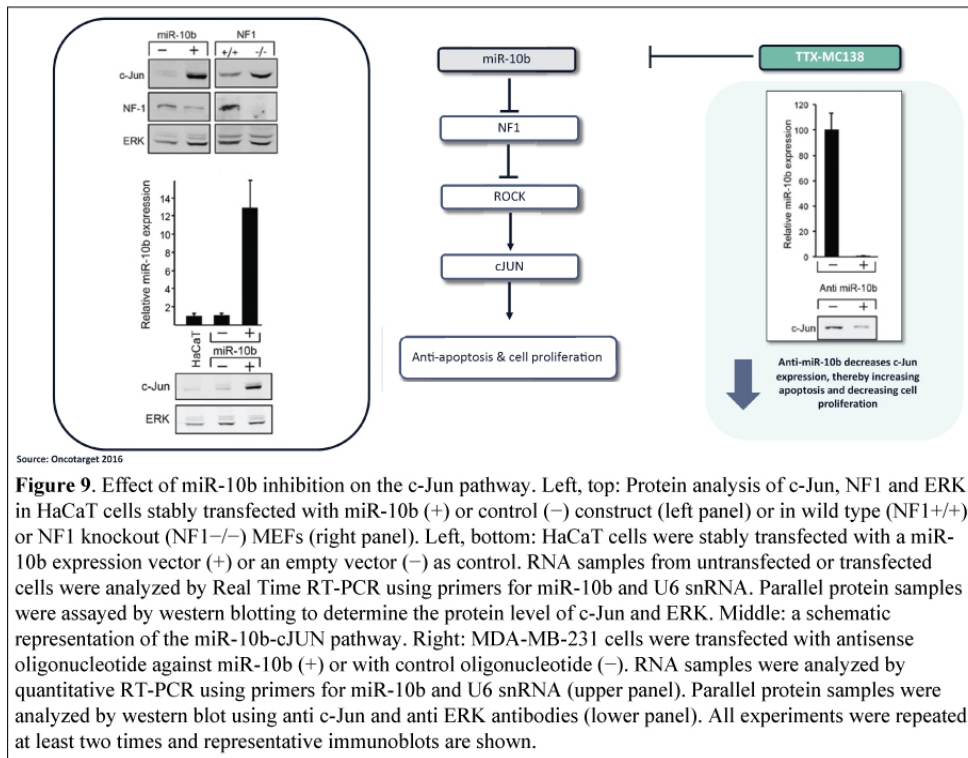 miR-10b NF1
− + +/+ -/-
c-Jun
NF-1
ERK
Relative miR-10b expression
14
12
10
8
6
4
2
HaCaT
− +
miR-10b
− +
c-Jun
ERK
miR-10b
NF1
ROCK
cJUN
Anti-apoptosis & cell proliferation
TTX-MC138
Relative miR-10b expression
120
100
80
60
40
20
0
− +
Anti miR-10b
− +
c-Jun
Anti-miR-10b decreases c-Jun
expression, thereby increasing
apoptosis and decreasing cell
proliferation
Source: Oncotarget 2016
Figure 9. Effect of miR-10b inhibition on the c-Jun pathway. Left, top: Protein analysis of c-Jun, NF1 and ERK
in HaCaT cells stably transfected with miR-10b (+) or control (−) construct (left panel) or in wild type (NF1+/+)
or NF1 knockout (NF1−/−) MEFs (right panel). Left, bottom: HaCaT cells were stably transfected with a miR-
10b expression vector (+) or an empty vector (−) as control. RNA samples from untransfected or transfected
cells were analyzed by Real Time RT-PCR using primers for miR-10b and U6 snRNA. Parallel protein samples
were assayed by western blotting to determine the protein level of c-Jun and ERK. Middle: a schematic
representation of the miR-10b-cJUN pathway. Right: MDA-MB-231 cells were transfected with antisense
oligonucleotide against miR-10b (+) or with control oligonucleotide (−). RNA samples were analyzed by
quantitative RT-PCR using primers for miR-10b and U6 snRNA (upper panel). Parallel protein samples were
analyzed by western blot using anti c-Jun and anti ERK antibodies (lower panel). All experiments were repeated
at least two times and representative immunoblots are shown.